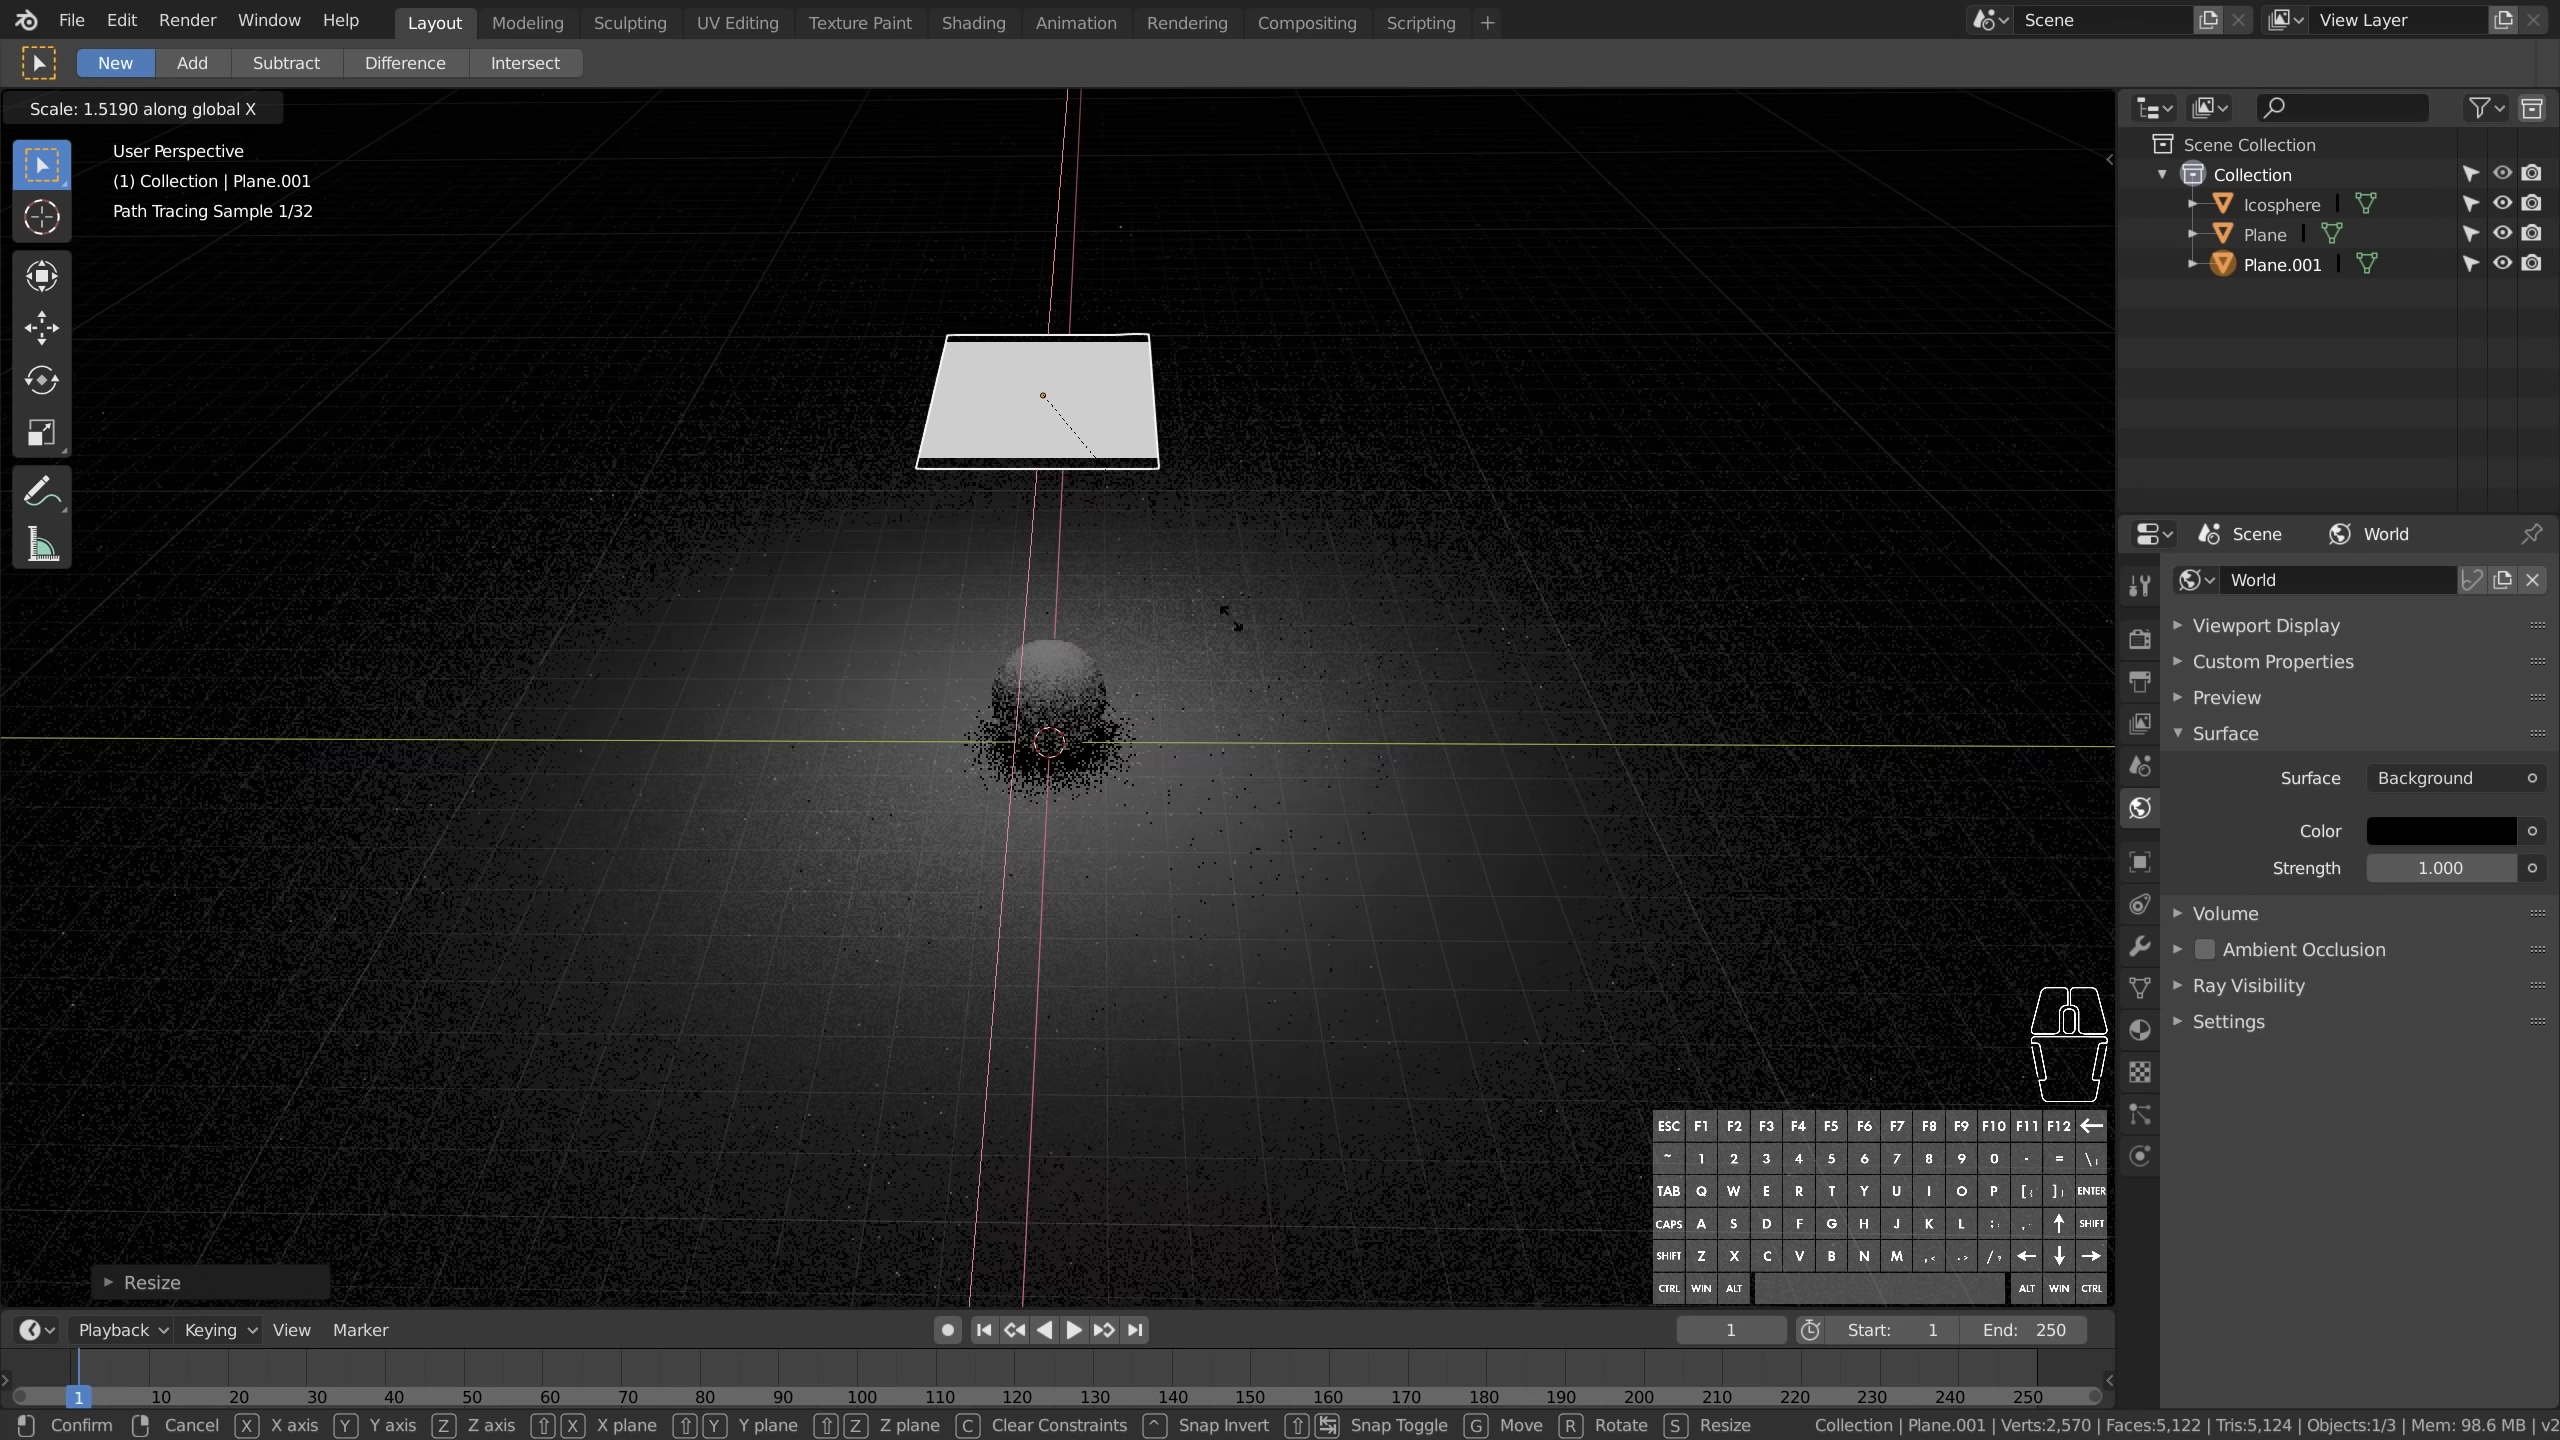 File Edit Render Window Help Layout Modeling Sculpting UV Editing Texture Paint Shading Animation Rendering Compositing Scripting + Scene View Layer
New Add Subtract Difference Intersect
Scale: 1.5190 along global X
User Perspective
(1) Collection | Plane.001
Path Tracing Sample 1/32
Scene Collection
Collection
Icosphere
Plane
Plane.001
Scene World
World
Viewport Display
Custom Properties
Preview
Surface
Surface Background
Color
Strength 1.000
Volume
Ambient Occlusion
Ray Visibility
Settings
ESC F1 F2 F3 F4 F5 F6 F7 F8 F9 F10 F11 F12
~ 1 2 3 4 5 6 7 8 9 0 - = \
TAB Q W E R T Y U I O P [ ] ENTER
CAPS A S D F G H J K L ; SHIFT
SHIFT Z X C V B N M
CTRL WIN ALT ALT WIN CTRL
Resize
Playback Keying View Marker 1 Start: 1 End: 250
1 10 20 30 40 50 60 70 80 90 100 110 120 130 140 150 160 170 180 190 200 210 220 230 240 250
Confirm Cancel X X axis Y Y axis Z Z axis X X plane Y Y plane Z Z plane C Clear Constraints ^ Snap Invert Snap Toggle G Move R Rotate S Resize Collection | Plane.001 | Verts:2,570 | Faces:5,122 | Tris:5,124 | Objects:1/3 | Mem: 98.6 MB | v2